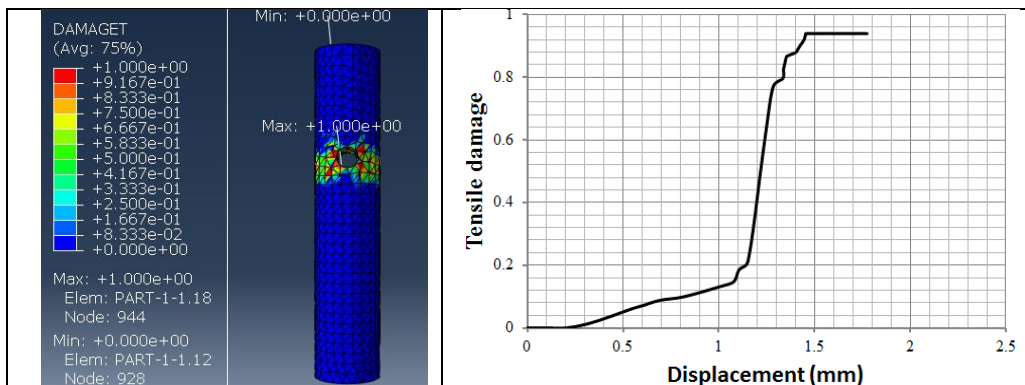 DAMAGET
(Avg: 75%)
+1.000e+00
+9.167e-01
+8.333e-01
+7.500e-01
+6.667e-01
+5.833e-01
+5.000e-01
+4.167e-01
+3.333e-01
+2.500e-01
+1.667e-01
+8.333e-02
+0.000e+00
Max: +1.000e+00
Elem: PART-1-1.18
Node: 944
Min: +0.000e+00
Elem: PART-1-1.12
Node: 928
Min: +0.000e+00
Max: +1.000e+00
Tensile damage
1
0.8
0.6
0.4
0.2
0
0 0.5 1 1.5 2 2.5
Displacement (mm)